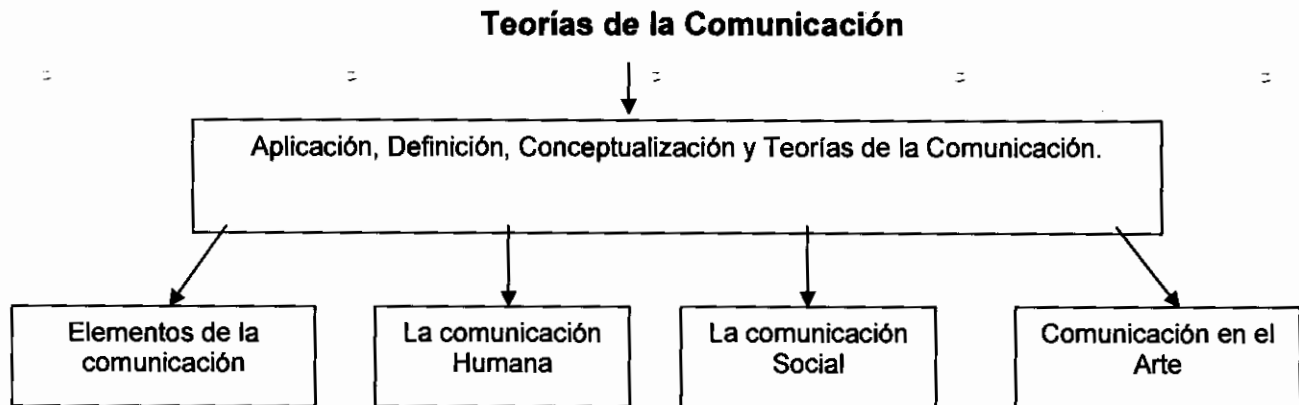 Teorías de la Comunicación
Aplicación, Definición, Conceptualización y Teorías de la Comunicación.
Elementos de la
comunicación
La comunicación
Humana
La comunicación
Social
Comunicación en el
Arte